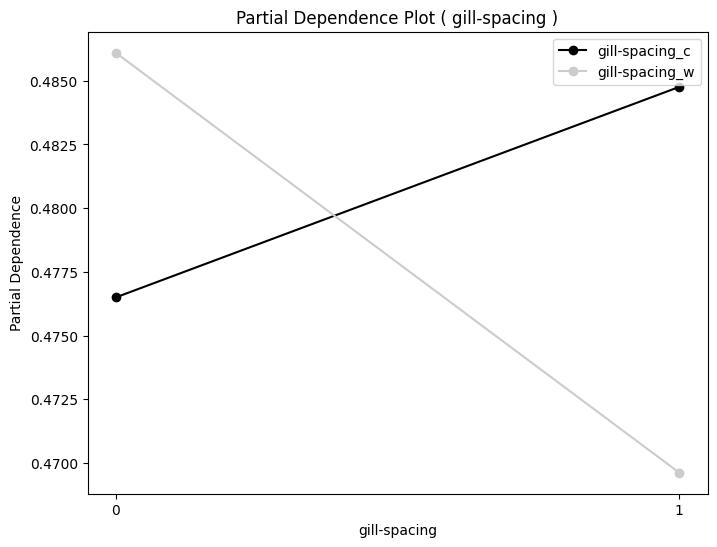 Partial Dependence Plot ( gill-spacing )
gill-spacing_c
gill-spacing_w
Partial Dependence
0.4850
0.4825
0.4800
0.4775
0.4750
0.4725
0.4700
0
1
gill-spacing